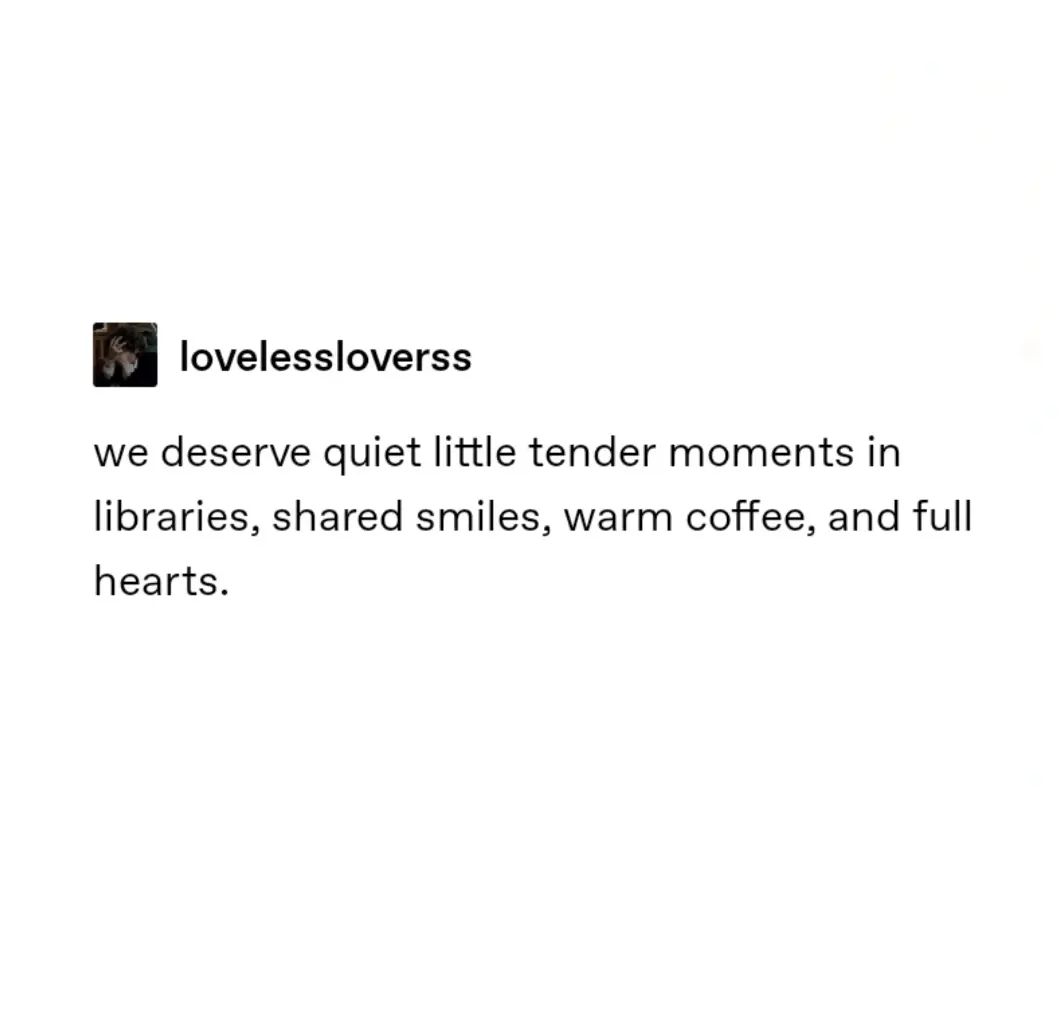 lovelessloverss
we deserve quiet little tender moments in
libraries, shared smiles, warm coffee, and full
hearts.